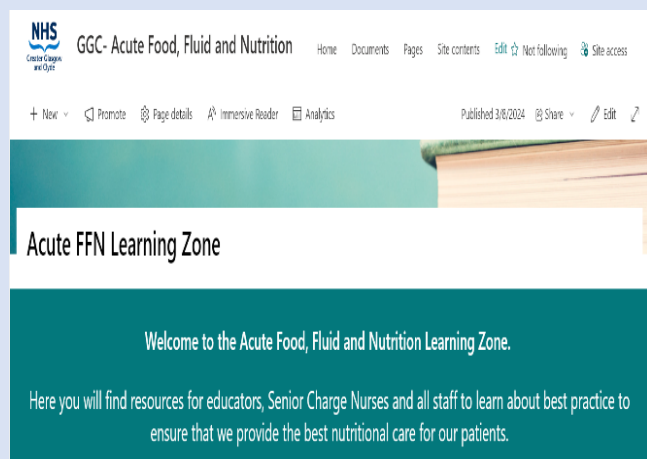 NHS
Greater Glasgow
and Clyde
GGC- Acute Food, Fluid and Nutrition
Home Documents Pages Site contents Edit Not following Site access
New Promote Page details Immersive Reader Analytics Published 3/8/2024 Share Edit
Acute FFN Learning Zone
Welcome to the Acute Food, Fluid and Nutrition Learning Zone.
Here you will find resources for educators, Senior Charge Nurses and all staff to learn about best practice to
ensure that we provide the best nutritional care for our patients.